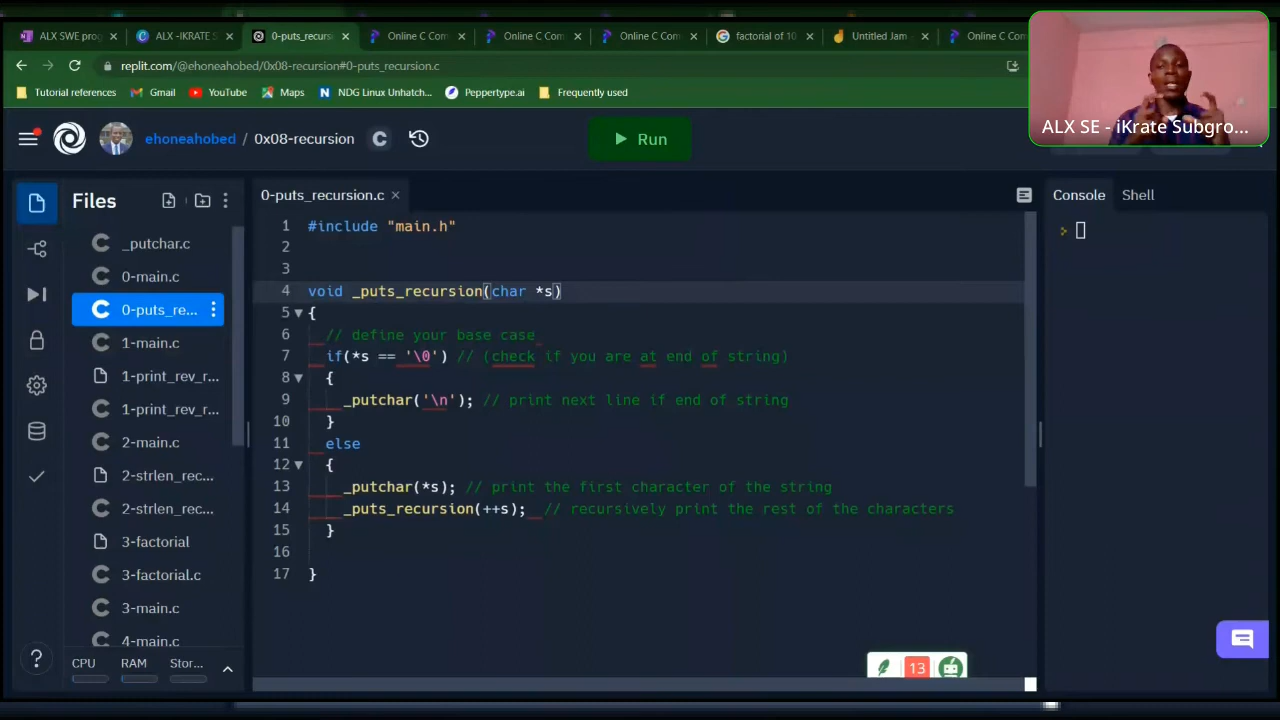 ALX SWE prog
ALX -IKRATE S
0-puts_recursi
Online C Com
Online C Com
Online C Com
factorial of 10
Untitled Jam
Online C Com
replit.com/@ehoneahobed/0x08-recursion#0-puts_recursion.c
Tutorial references
Gmail
YouTube
Maps
NDG Linux Unhatch...
Peppertype.ai
Frequently used
ALX SE - iKrate Subgro...
ehoneahobed / 0x08-recursion
C
Run
Files
_putchar.c
0-main.c
0-puts_re...
1-main.c
1-print_rev_r...
1-print_rev_r...
2-main.c
2-strlen_rec...
2-strlen_rec...
3-factorial
3-factorial.c
3-main.c
4-main.c
CPU RAM Stor...
0-puts_recursion.c
1 #include "main.h"
2
3
4 void _puts_recursion(char *s)
5 {
6 // define your base case
7 if(*s == '\0') // (check if you are at end of string)
8 {
9 _putchar('\n'); // print next line if end of string
10 }
11 else
12 {
13 _putchar(*s); // print the first character of the string
14 _puts_recursion(++s); // recursively print the rest of the characters
15 }
16
17 }
13
Console
Shell